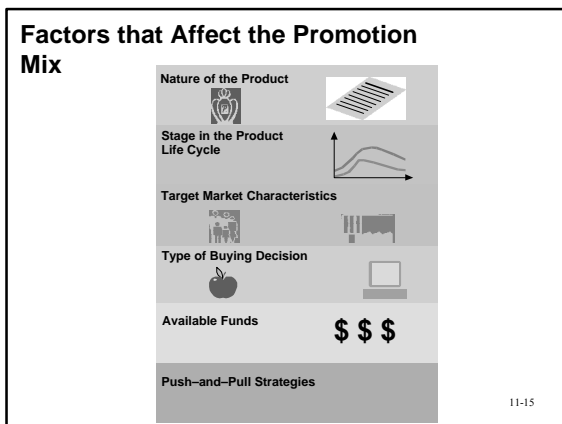 Factors that Affect the Promotion
Mix
Nature of the Product
Stage in the Product
Life Cycle
Target Market Characteristics
Type of Buying Decision
Available Funds
$ $ $
Push–and–Pull Strategies
11-15